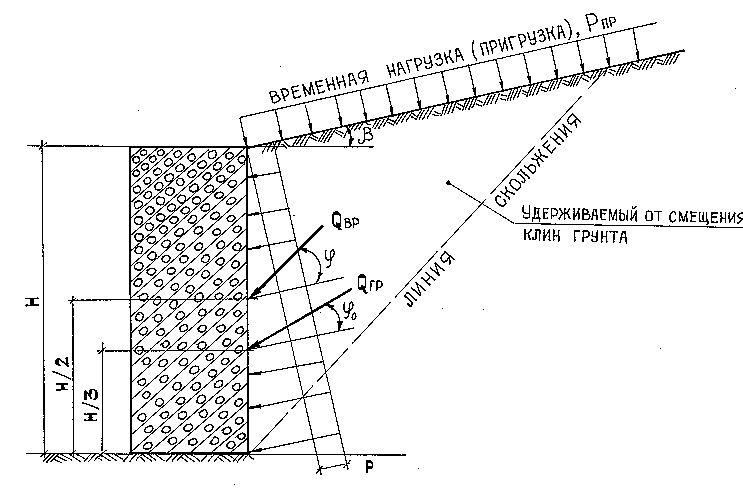 ВРЕМЕННАЯ НАГРУЗКА (ПРИГРУЗКА), Pпр
β
СКОЛЬЖЕНИЯ
ЛИНИЯ
УДЕРЖИВАЕМЫЙ ОТ СМЕЩЕНИЯ
КЛИН ГРУНТА
Qвр
φ
Qгр
φ₀
H
H/2
H/3
P